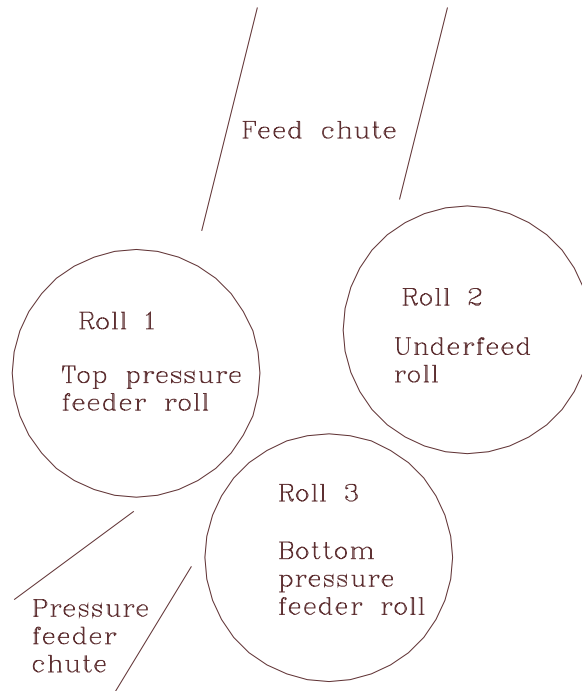 Feed chute
Roll 1
Top pressure
feeder roll
Roll 2
Underfeed
roll
Roll 3
Bottom
pressure
feeder roll
Pressure
feeder
chute